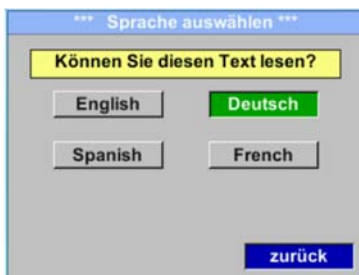 *** Sprache auswählen ***
Können Sie diesen Text lesen?
English Deutsch
Spanish French
zurück